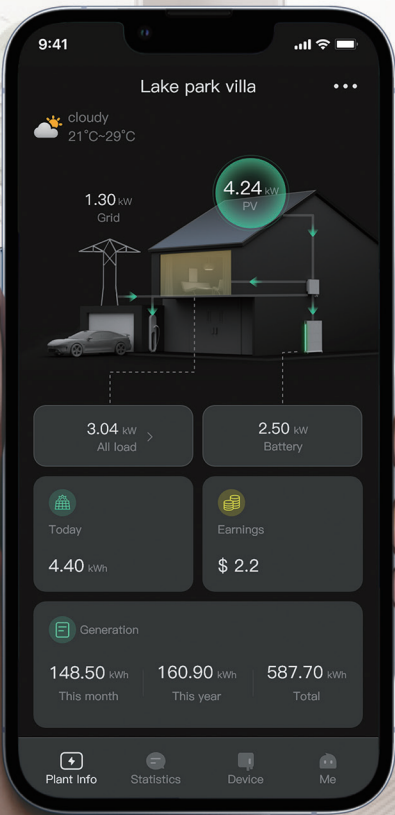 9:41
Lake park villa
cloudy
21°C~29°C
4.24 kW
PV
1.30 kW
Grid
3.04 kW
All load
2.50 kW
Battery
Today
4.40 kWh
Earnings
$ 2.2
Generation
148.50 kWh
This month
160.90 kWh
This year
587.70 kWh
Total
Plant Info
Statistics
Device
Me